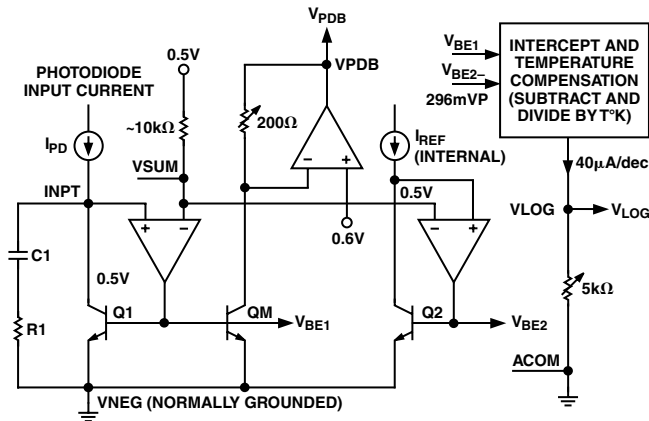 V_PDB
0.5V
VPDB
PHOTODIODE
INPUT CURRENT
~10kΩ
200Ω
I_PD
VSUM
I_REF
(INTERNAL)
INPT
0.5V
0.6V
C1
0.5V
R1
Q1
QM
V_BE1
Q2
V_BE2
VNEG (NORMALLY GROUNDED)
V_BE1
V_BE2–
296mVP
INTERCEPT AND
TEMPERATURE
COMPENSATION
(SUBTRACT AND
DIVIDE BY T°K)
40μA/dec
VLOG
V_LOG
5kΩ
ACOM
+
–
–
+
–
+